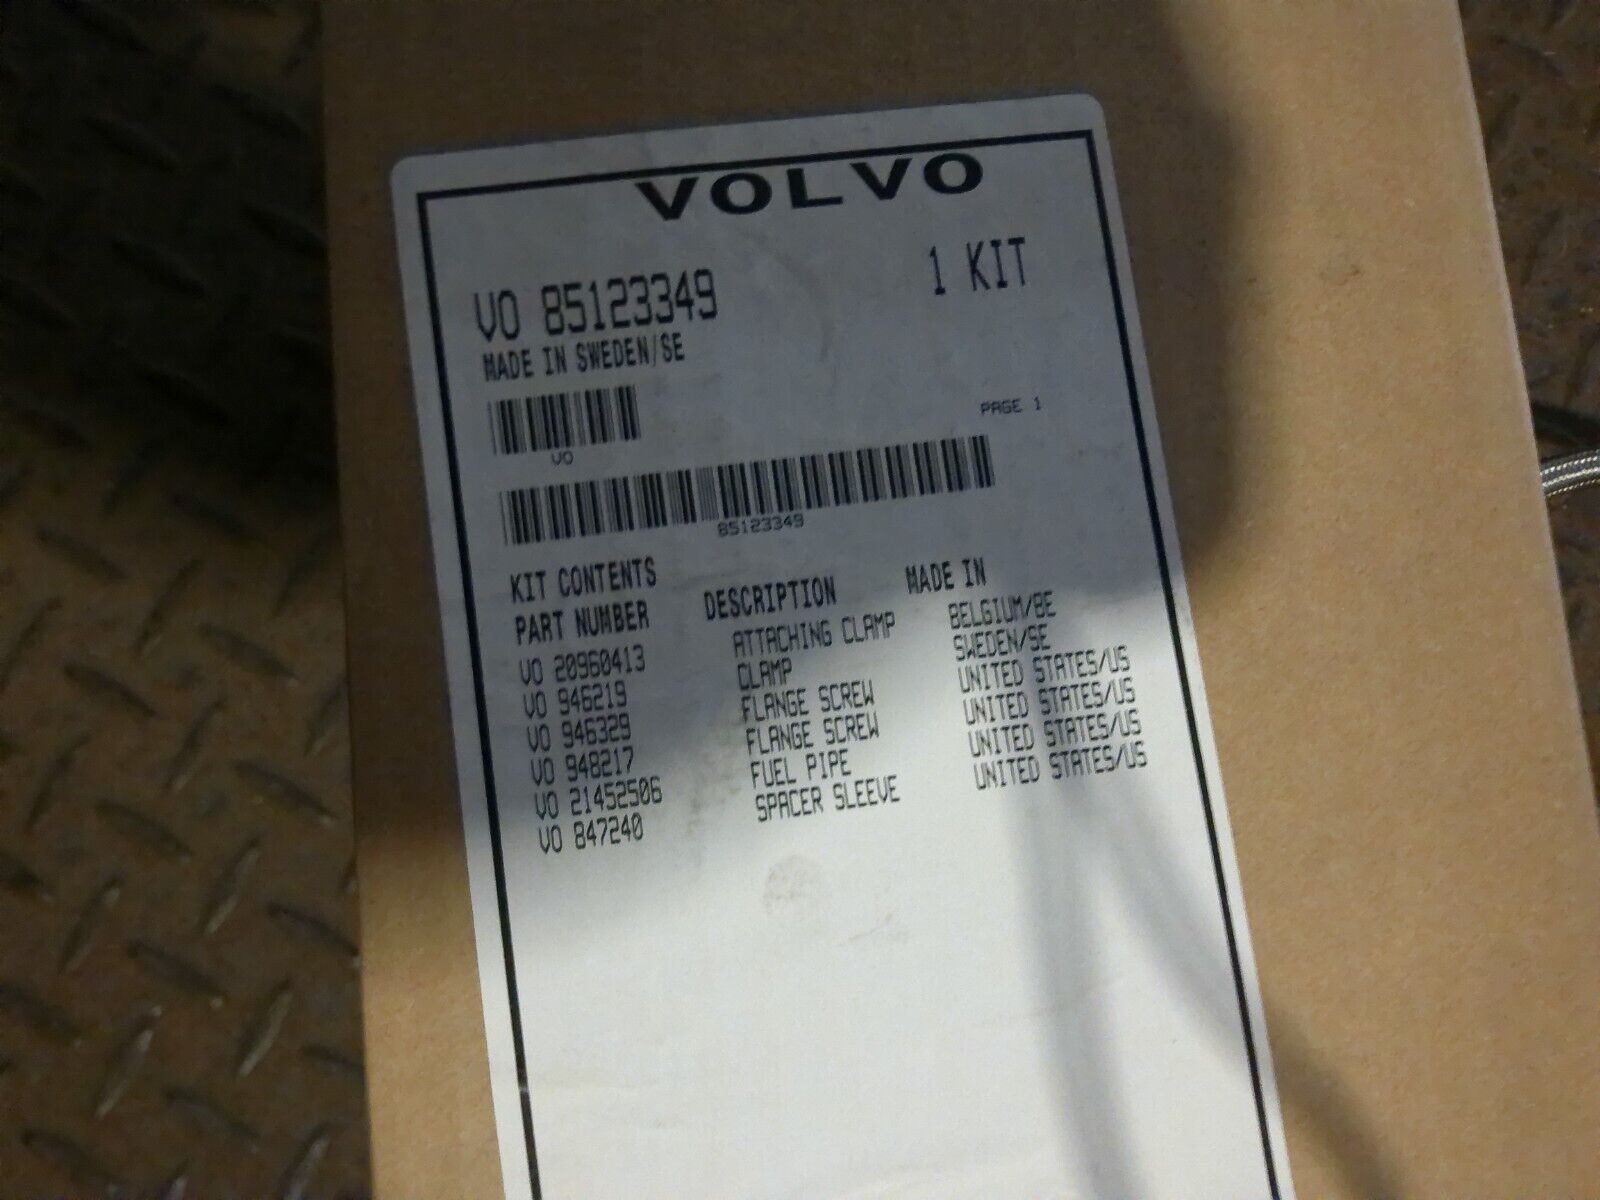 VOLVO
VO 85123349 1 KIT
MADE IN SWEDEN/SE
PAGE 1
VO
85123349
KIT CONTENTS
PART NUMBER DESCRIPTION MADE IN
VO 20960413 ATTACHING CLAMP BELGIUM/BE
VO 946219 CLAMP SWEDEN/SE
VO 946329 FLANGE SCREW UNITED STATES/US
VO 948217 FLANGE SCREW UNITED STATES/US
VO 21452506 FUEL PIPE UNITED STATES/US
VO 847240 SPACER SLEEVE UNITED STATES/US